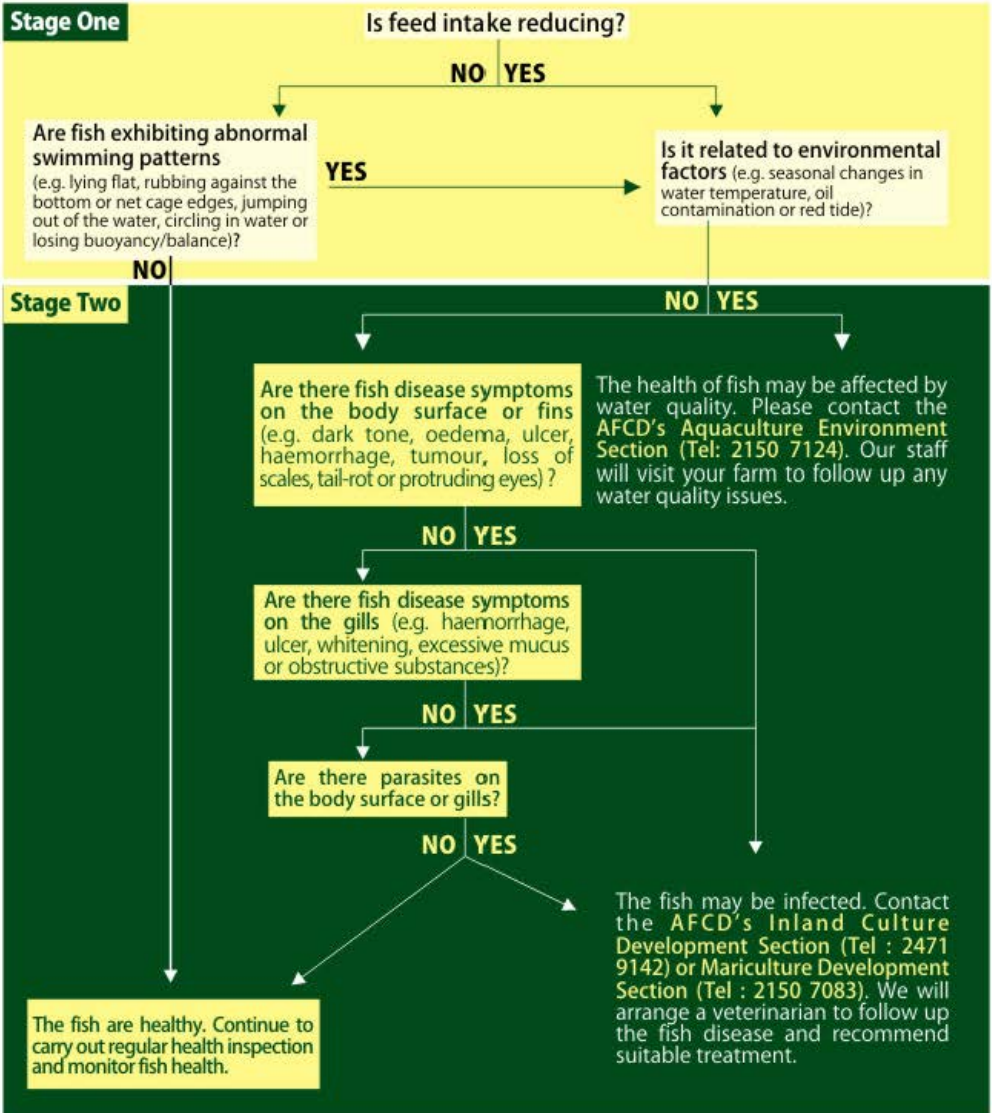 Stage One
Is feed intake reducing?
NO YES
Are fish exhibiting abnormal
swimming patterns
(e.g. lying flat, rubbing against the
bottom or net cage edges, jumping
out of the water, circling in water or
losing buoyancy/balance)?
YES
Is it related to environmental
factors (e.g. seasonal changes in
water temperature, oil
contamination or red tide)?
NO
Stage Two
NO YES
Are there fish disease symptoms
on the body surface or fins
(e.g. dark tone, oedema, ulcer,
haemorrhage, tumour, loss of
scales, tail-rot or protruding eyes) ?
The health of fish may be affected by
water quality. Please contact the
AFCD's Aquaculture Environment
Section (Tel: 2150 7124). Our staff
will visit your farm to follow up any
water quality issues.
NO YES
Are there fish disease symptoms
on the gills (e.g. haemorrhage,
ulcer, whitening, excessive mucus
or obstructive substances)?
NO YES
Are there parasites on
the body surface or gills?
NO YES
The fish may be infected. Contact
the AFCD's Inland Culture
Development Section (Tel : 2471
9142) or Mariculture Development
Section (Tel : 2150 7083). We will
arrange a veterinarian to follow up
the fish disease and recommend
suitable treatment.
The fish are healthy. Continue to
carry out regular health inspection
and monitor fish health.